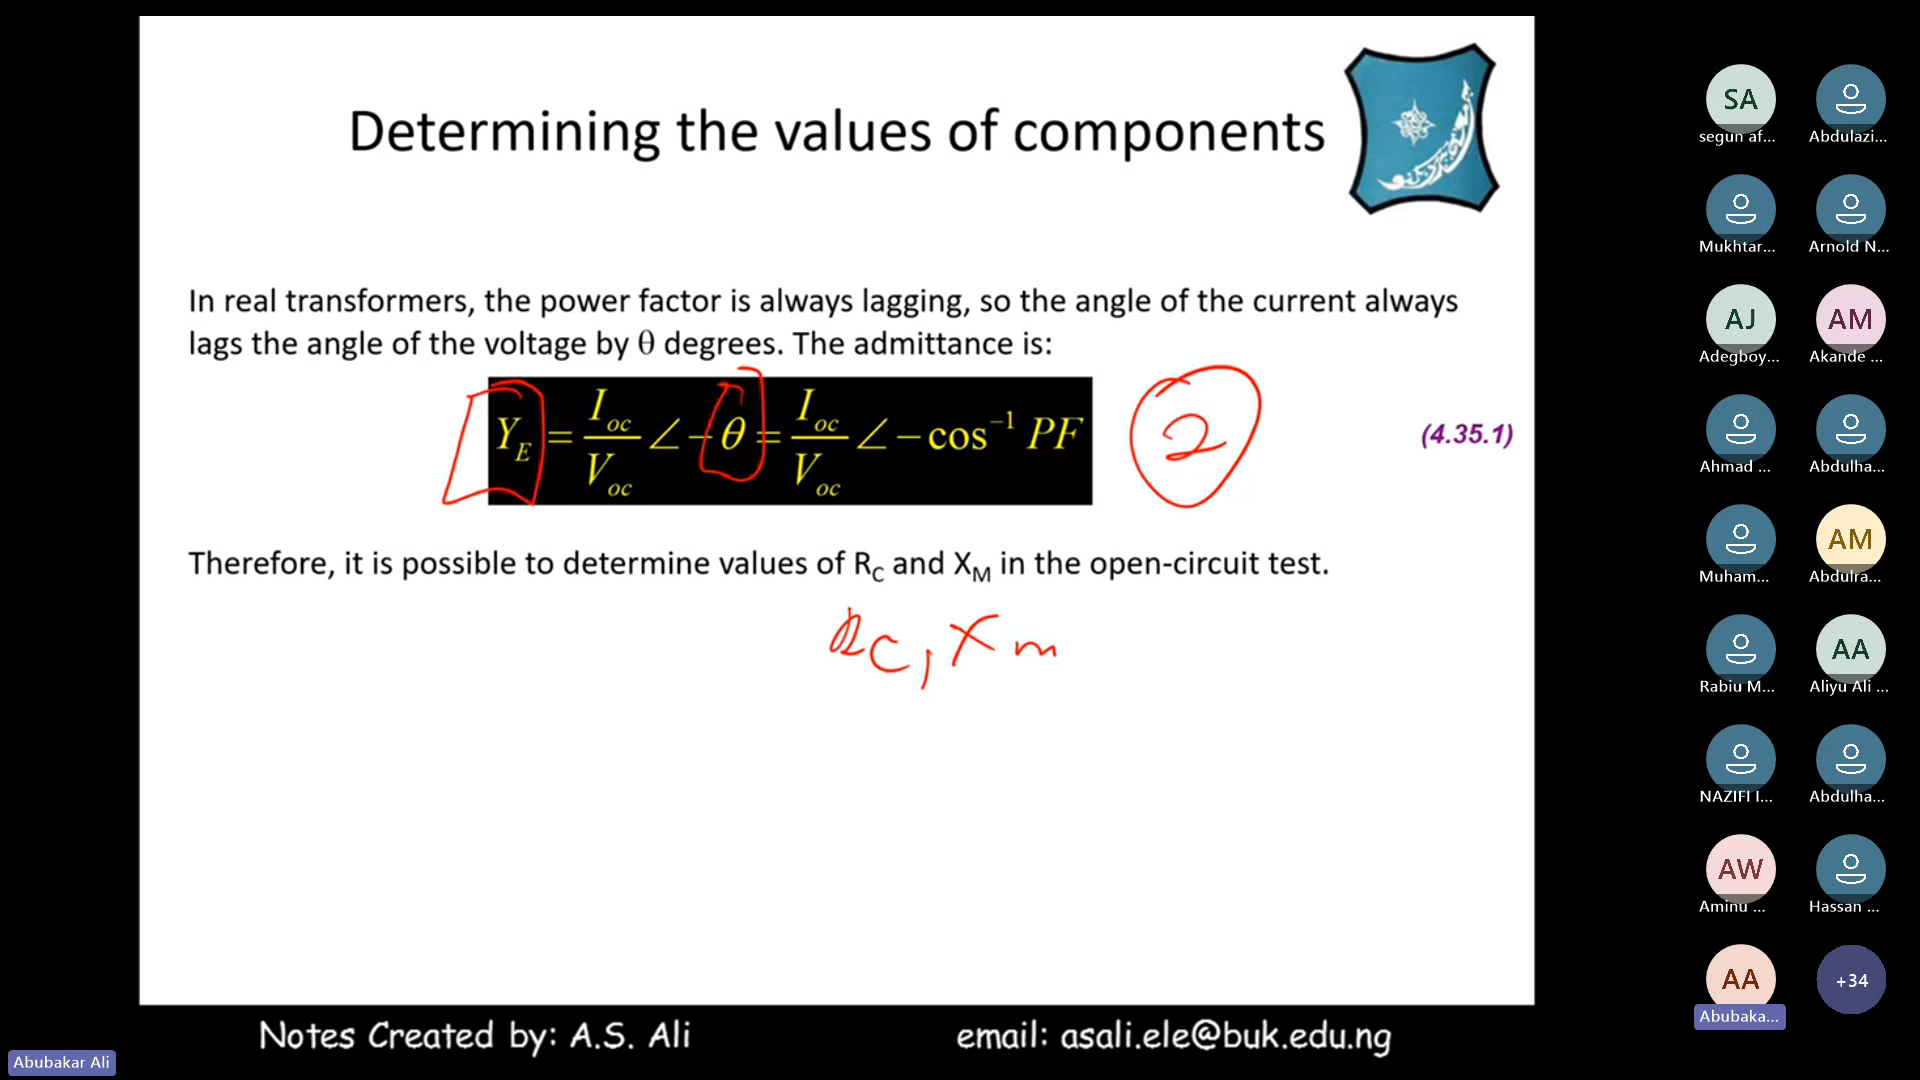 Determining the values of components
In real transformers, the power factor is always lagging, so the angle of the current always
lags the angle of the voltage by θ degrees. The admittance is:
Y_E = I_oc / V_oc ∠ − θ = I_oc / V_oc ∠ − cos⁻¹ PF
2
(4.35.1)
Therefore, it is possible to determine values of R_C and X_M in the open-circuit test.
Rc, Xm
Notes Created by: A.S. Ali
email: asali.ele@buk.edu.ng
Abubakar Ali
SA
segun af...
Abdulazi...
Mukhtar...
Arnold N...
AJ
Adegboy...
AM
Akande ...
Ahmad ...
Abdulha...
Muham...
AM
Abdulra...
Rabiu M...
AA
Aliyu Ali ...
NAZIFI I...
Abdulha...
AW
Aminu ...
Hassan ...
AA
Abubaka...
+34